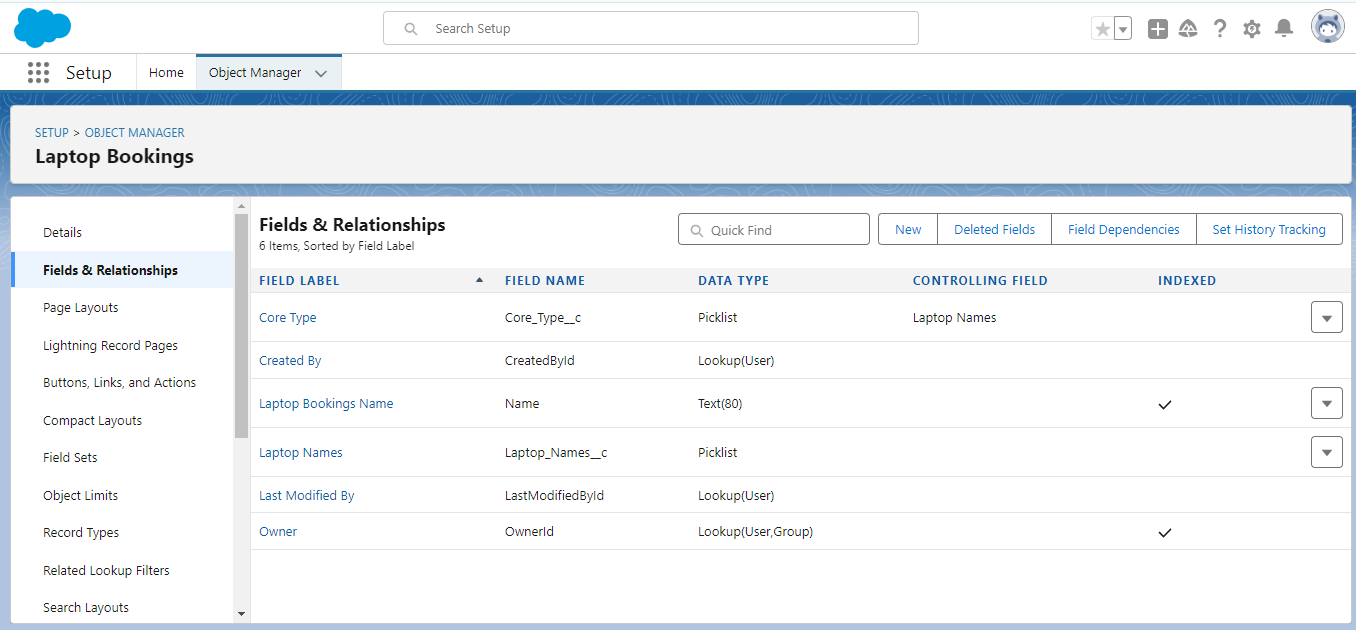 Search Setup
Setup Home Object Manager
SETUP > OBJECT MANAGER
Laptop Bookings
Details
Fields & Relationships
Page Layouts
Lightning Record Pages
Buttons, Links, and Actions
Compact Layouts
Field Sets
Object Limits
Record Types
Related Lookup Filters
Search Layouts
Fields & Relationships
6 Items, Sorted by Field Label
Quick Find New Deleted Fields Field Dependencies Set History Tracking
FIELD LABEL FIELD NAME DATA TYPE CONTROLLING FIELD INDEXED
Core Type Core_Type__c Picklist Laptop Names
Created By CreatedById Lookup(User)
Laptop Bookings Name Name Text(80)
Laptop Names Laptop_Names__c Picklist
Last Modified By LastModifiedById Lookup(User)
Owner OwnerId Lookup(User,Group)